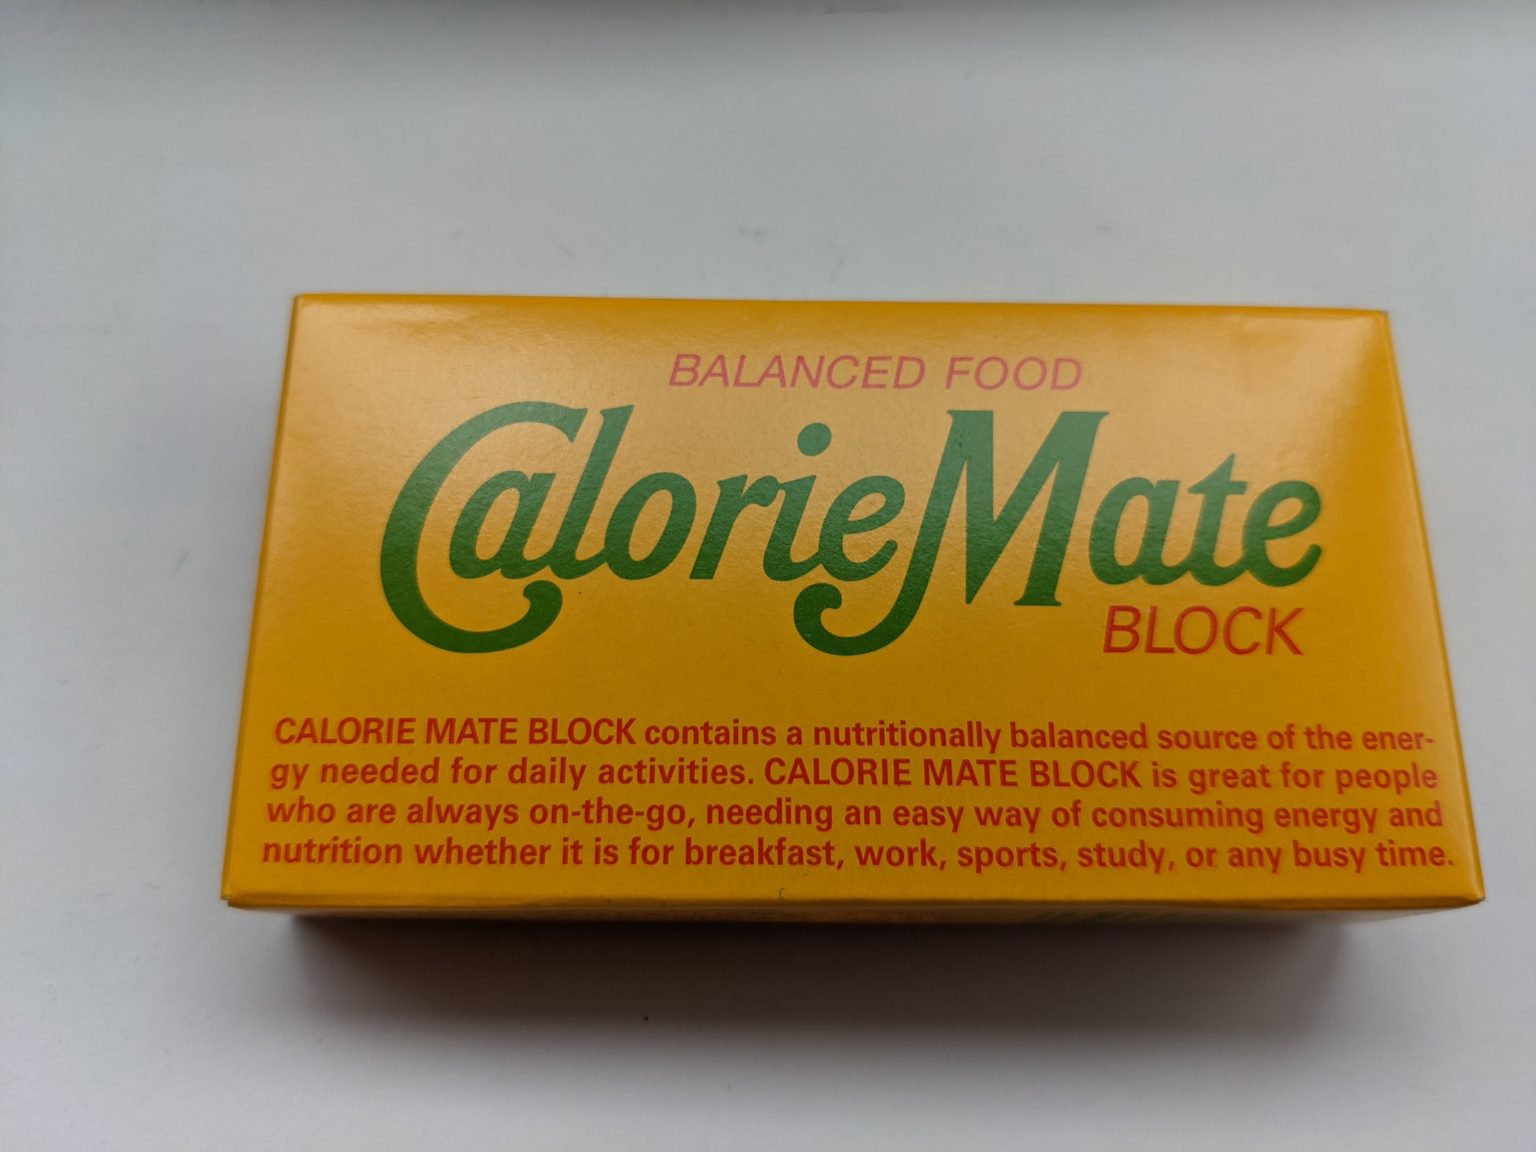 BALANCED FOOD
CalorieMate
BLOCK
CALORIE MATE BLOCK contains a nutritionally balanced source of the ener-
gy needed for daily activities. CALORIE MATE BLOCK is great for people
who are always on-the-go, needing an easy way of consuming energy and
nutrition whether it is for breakfast, work, sports, study, or any busy time.